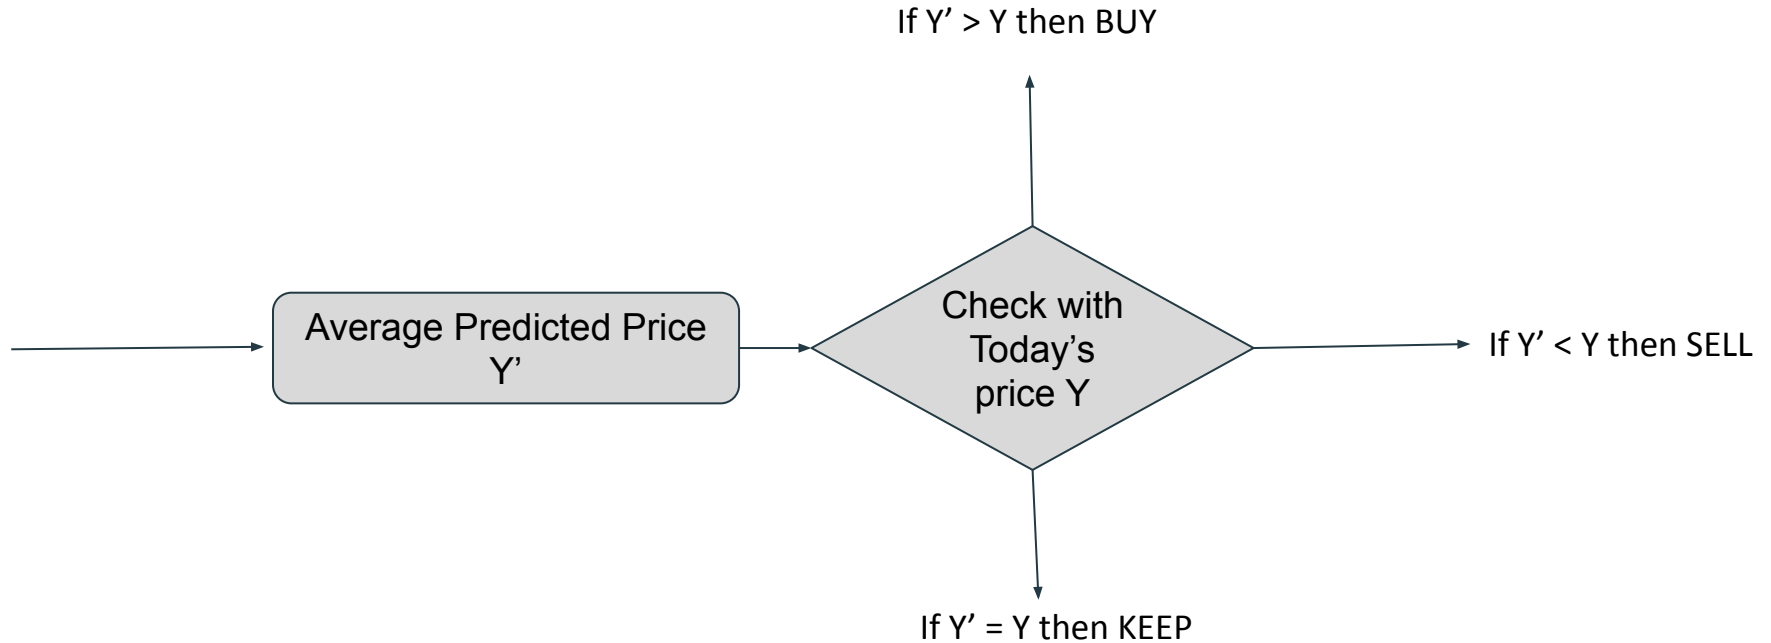 If Y’ > Y then BUY
Average Predicted Price
Y’
Check with
Today’s
price Y
If Y’ < Y then SELL
If Y’ = Y then KEEP